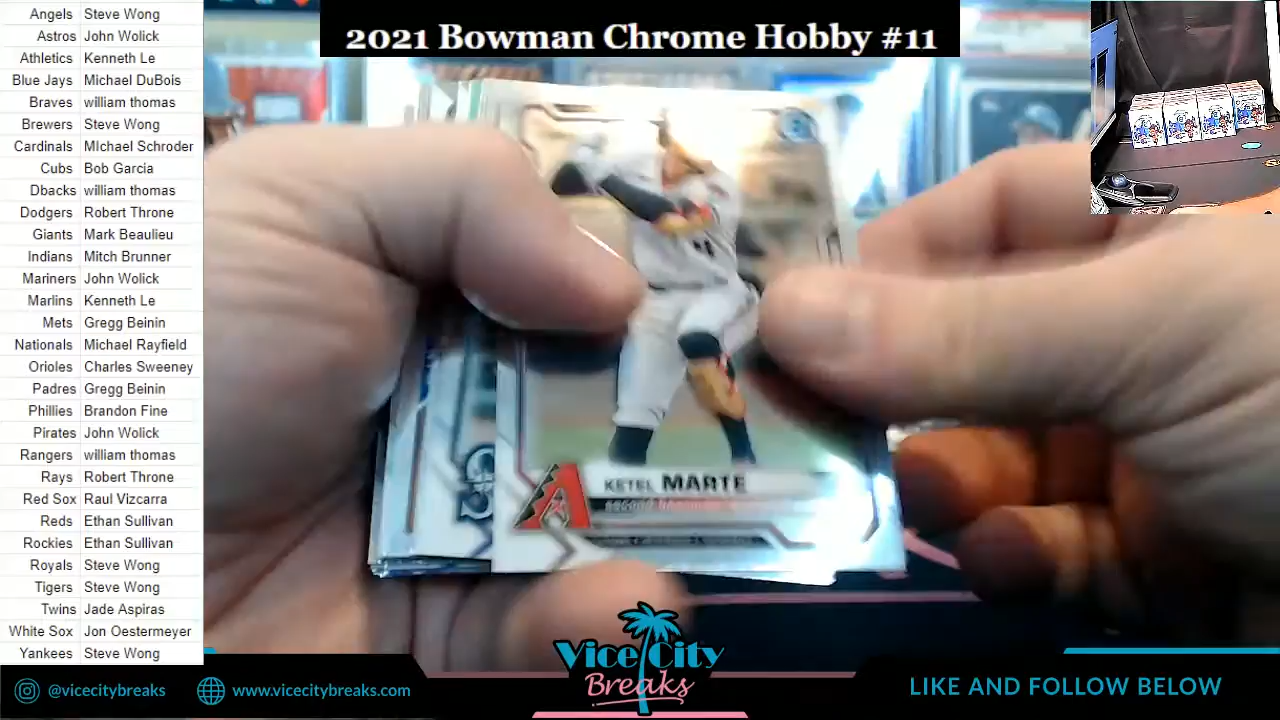 2021 Bowman Chrome Hobby #11
Angels Steve Wong
Astros John Wolick
Athletics Kenneth Le
Blue Jays Michael DuBois
Braves william thomas
Brewers Steve Wong
Cardinals MIchael Schroder
Cubs Bob Garcia
Dbacks william thomas
Dodgers Robert Throne
Giants Mark Beaulieu
Indians Mitch Brunner
Mariners John Wolick
Marlins Kenneth Le
Mets Gregg Beinin
Nationals Michael Rayfield
Orioles Charles Sweeney
Padres Gregg Beinin
Phillies Brandon Fine
Pirates John Wolick
Rangers william thomas
Rays Robert Throne
Red Sox Raul Vizcarra
Reds Ethan Sullivan
Rockies Ethan Sullivan
Royals Steve Wong
Tigers Steve Wong
Twins Jade Aspiras
White Sox Jon Oestermeyer
Yankees Steve Wong
KETEL MARTE
Vice City
Breaks
@vicecitybreaks
www.vicecitybreaks.com
LIKE AND FOLLOW BELOW